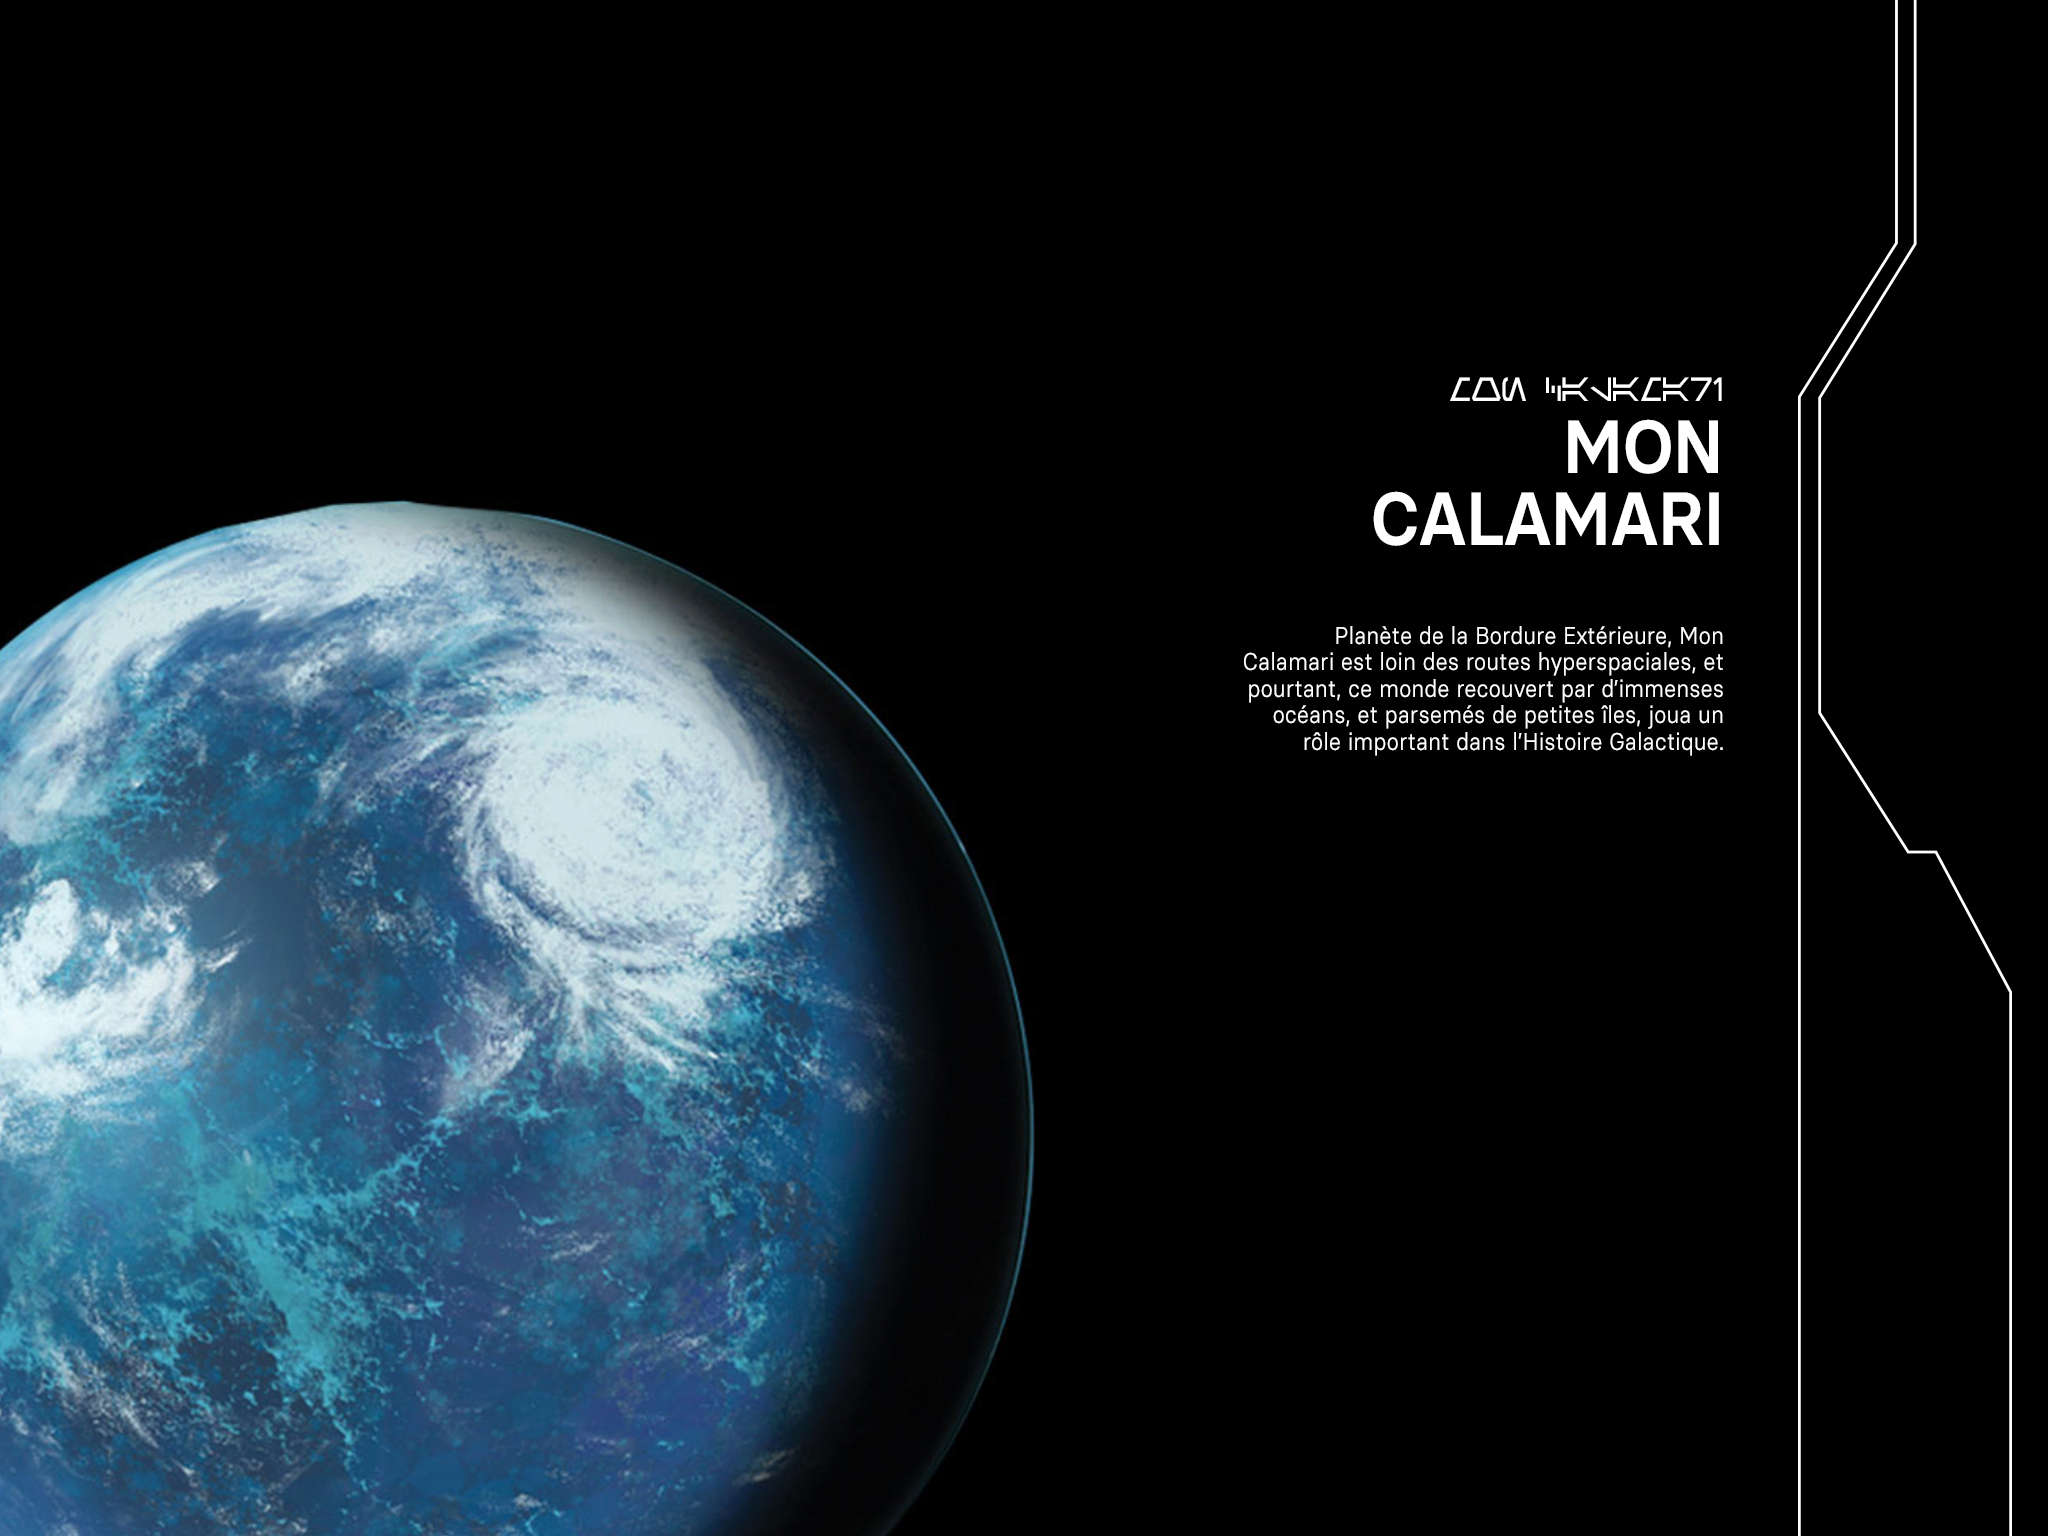 MON
CALAMARI
Planète de la Bordure Extérieure, Mon
Calamari est loin des routes hyperspaciales, et
pourtant, ce monde recouvert par d’immenses
océans, et parsemés de petites îles, joua un
rôle important dans l’Histoire Galactique.